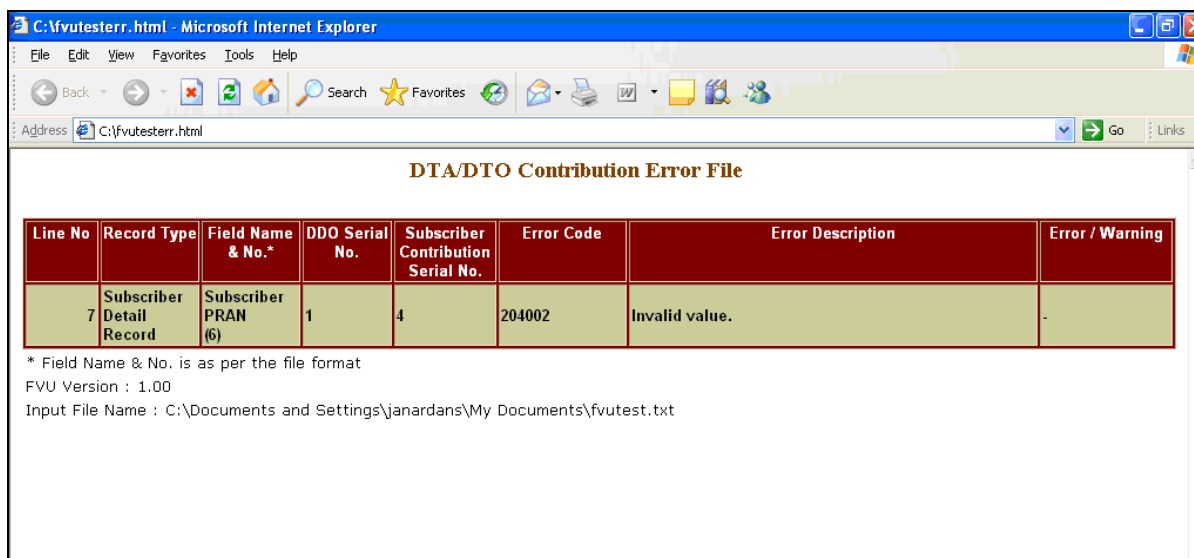 C:\fvutesterr.html - Microsoft Internet Explorer
File Edit View Favorites Tools Help
Back Search Favorites
Address C:\fvutesterr.html Go Links
DTA/DTO Contribution Error File
Line No Record Type Field Name & No.* DDO Serial No. Subscriber Contribution Serial No. Error Code Error Description Error / Warning
7 Subscriber Detail Record Subscriber PRAN (6) 1 4 204002 Invalid value. -
* Field Name & No. is as per the file format
FVU Version : 1.00
Input File Name : C:\Documents and Settings\janardans\My Documents\fvutest.txt